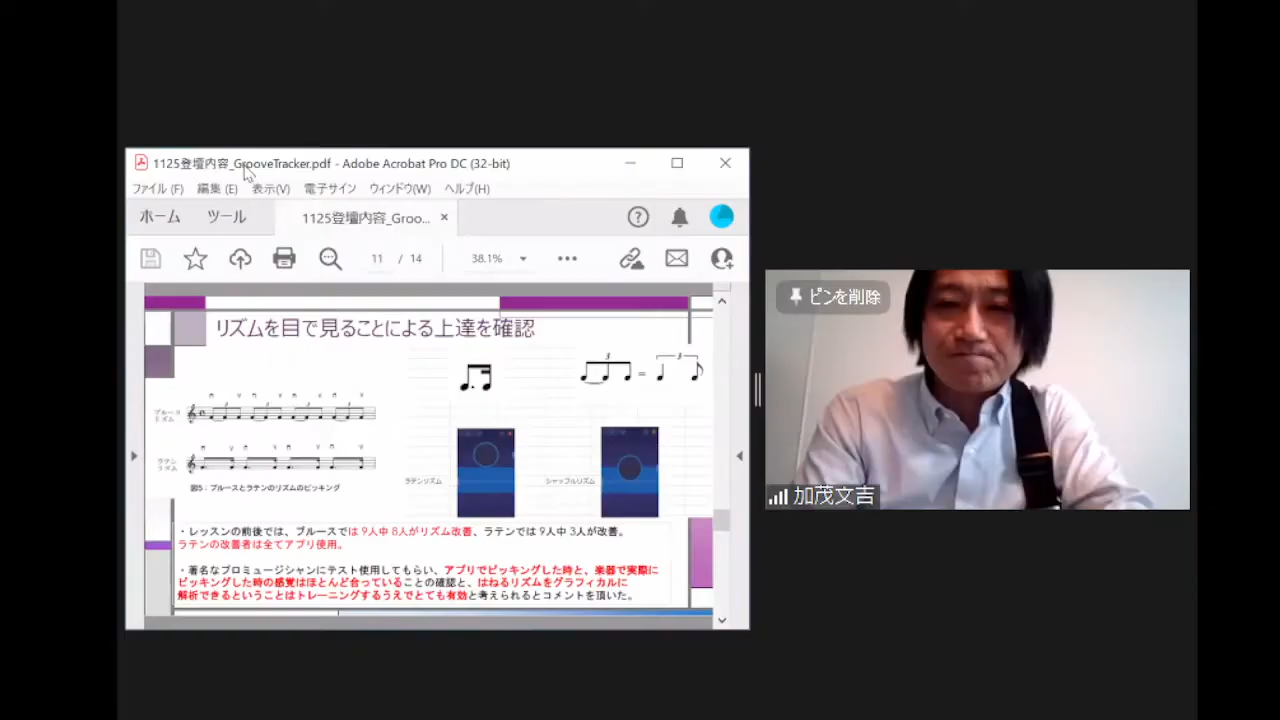 1125登壇内容_GrooveTracker.pdf - Adobe Acrobat Pro DC (32-bit)
ファイル(F) 編集(E) 表示(V) 電子サイン ウィンドウ(W) ヘルプ(H)
ホーム ツール 1125登壇内容_Groo... ×
11 / 14 38.1%
リズムを目で見ることによる上達を確認
3 3
=
ラテン
リズム
図5：ブルースとラテンのリズムのピッキング
ラテンリズム シャッフルリズム
・レッスンの前後では、ブルースでは 9人中 8人がリズム改善、ラテンでは 9人中 3人が改善。
ラテンの改善者は全てアプリ使用。
・著名なプロミュージシャンにテスト使用してもらい、アプリでピッキングした時と、楽器で実際に
ピッキングした時の感覚はほとんど合っていることの確認と、はねるリズムをグラフィカルに
解析できるということはトレーニングするうえでとても有効と考えられるとコメントを頂いた。
ピンを削除
加茂文吉